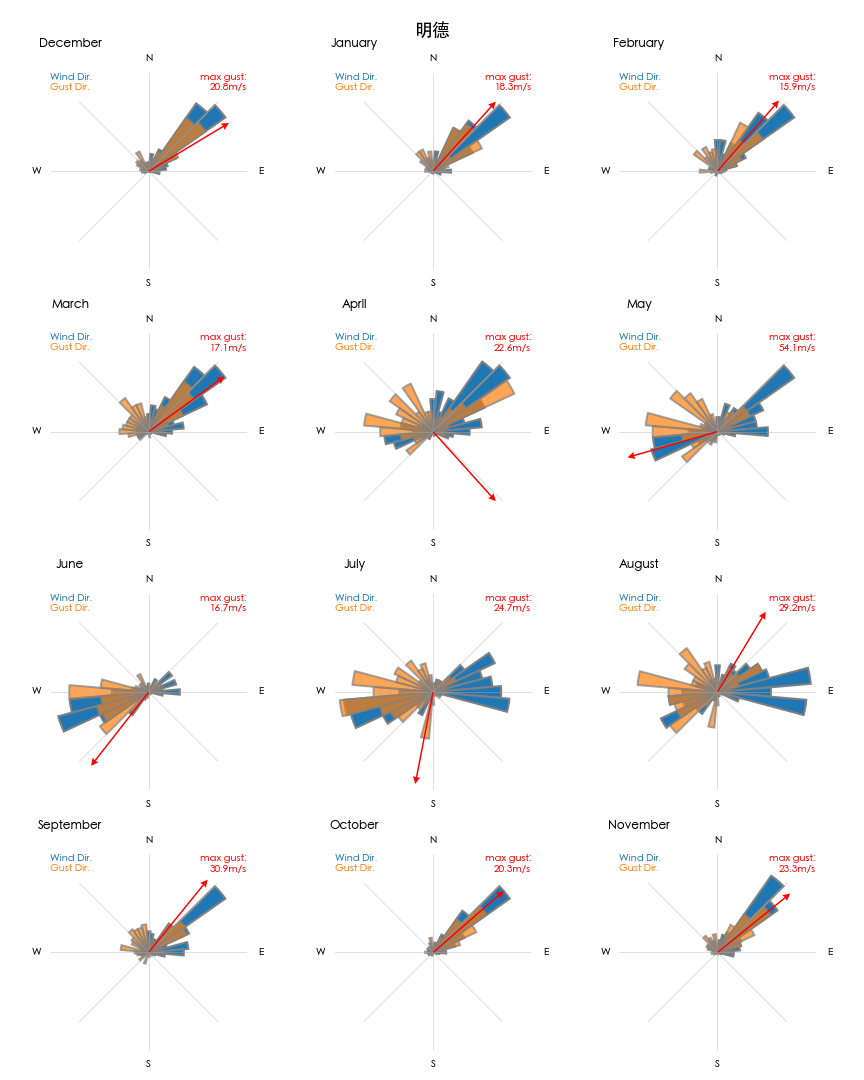 明德
December
January
February
N
N
N
Wind Dir.
Gust Dir.
max gust:
20.8m/s
Wind Dir.
Gust Dir.
max gust:
18.3m/s
Wind Dir.
Gust Dir.
max gust:
15.9m/s
W
E
W
E
W
E
S
S
S
March
April
May
N
N
N
Wind Dir.
Gust Dir.
max gust:
17.1m/s
Wind Dir.
Gust Dir.
max gust:
22.6m/s
Wind Dir.
Gust Dir.
max gust:
54.1m/s
W
E
W
E
W
E
S
S
S
June
July
August
N
N
N
Wind Dir.
Gust Dir.
max gust:
16.7m/s
Wind Dir.
Gust Dir.
max gust:
24.7m/s
Wind Dir.
Gust Dir.
max gust:
29.2m/s
W
E
W
E
W
E
S
S
S
September
October
November
N
N
N
Wind Dir.
Gust Dir.
max gust:
30.9m/s
Wind Dir.
Gust Dir.
max gust:
20.3m/s
Wind Dir.
Gust Dir.
max gust:
23.3m/s
W
E
W
E
W
E
S
S
S